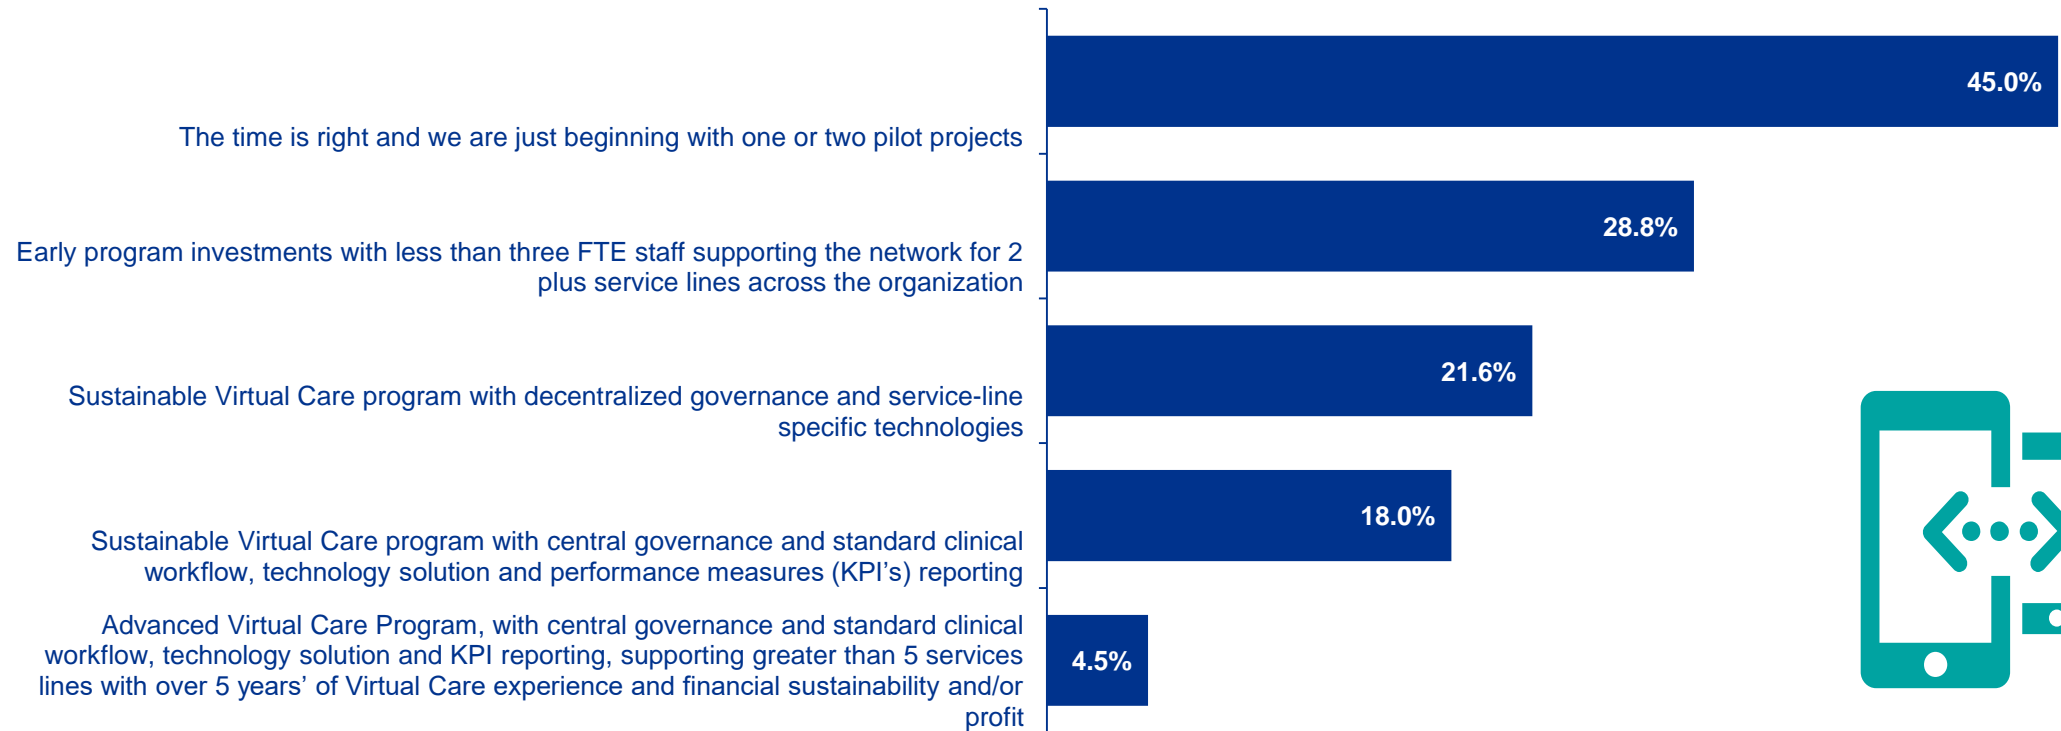 45.0%
The time is right and we are just beginning with one or two pilot projects
28.8%
Early program investments with less than three FTE staff supporting the network for 2
plus service lines across the organization
21.6%
Sustainable Virtual Care program with decentralized governance and service-line
specific technologies
18.0%
Sustainable Virtual Care program with central governance and standard clinical
workflow, technology solution and performance measures (KPI’s) reporting
Advanced Virtual Care Program, with central governance and standard clinical
workflow, technology solution and KPI reporting, supporting greater than 5 services
lines with over 5 years’ of Virtual Care experience and financial sustainability and/or
profit
4.5%